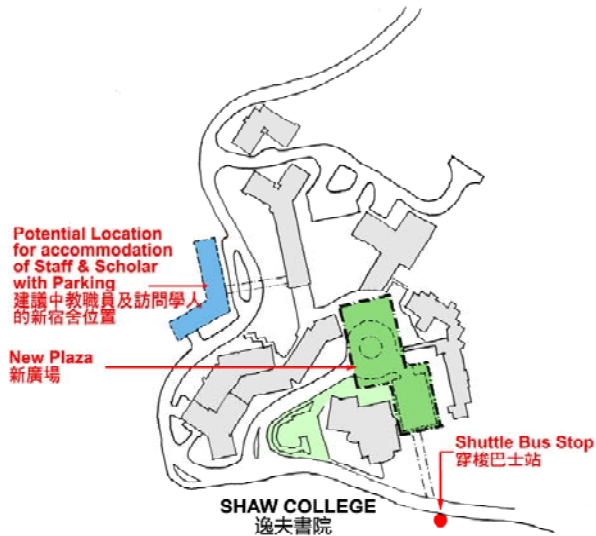 Potential Location
for accommodation
of Staff & Scholar
with Parking
建議中教職員及訪問學人
的新宿舍位置
New Plaza
新廣場
Shuttle Bus Stop
穿梭巴士站
SHAW COLLEGE
逸夫書院